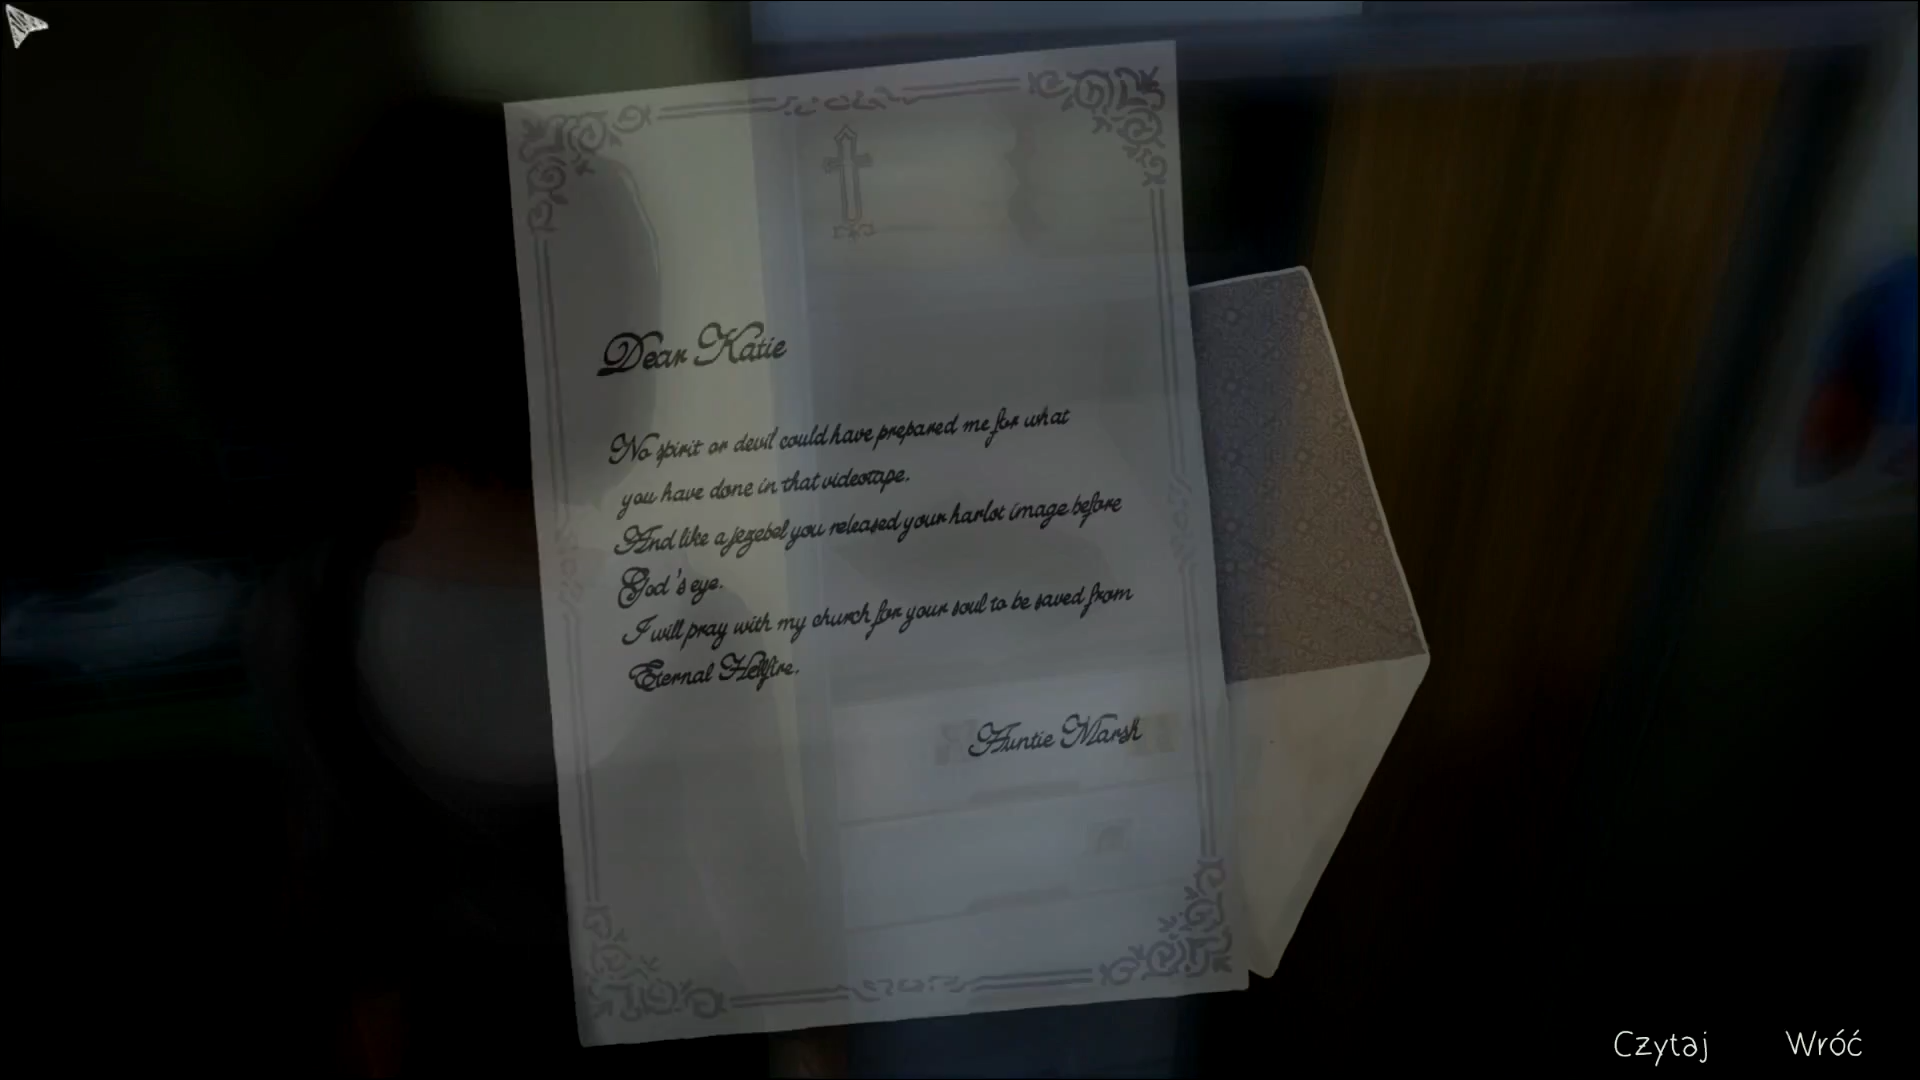 Dear Katie
No spirit or devil could have prepared me for what
you have done in that videotape.
And like a jezebel you released your harlot image before
God's eye.
I will pray with my church for your soul to be saved from
Eternal Hellfire.
Auntie Marsh
Czytaj
Wróć